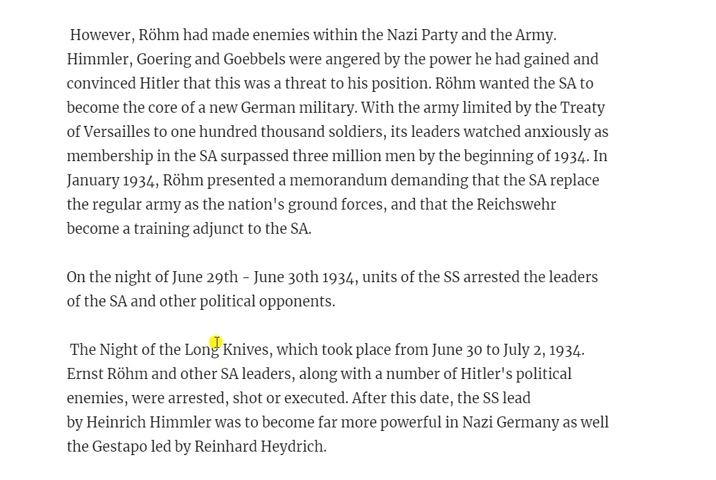 However, Röhm had made enemies within the Nazi Party and the Army.
Himmler, Goering and Goebbels were angered by the power he had gained and
convinced Hitler that this was a threat to his position. Röhm wanted the SA to
become the core of a new German military. With the army limited by the Treaty
of Versailles to one hundred thousand soldiers, its leaders watched anxiously as
membership in the SA surpassed three million men by the beginning of 1934. In
January 1934, Röhm presented a memorandum demanding that the SA replace
the regular army as the nation's ground forces, and that the Reichswehr
become a training adjunct to the SA.
On the night of June 29th - June 30th 1934, units of the SS arrested the leaders
of the SA and other political opponents.
The Night of the Long Knives, which took place from June 30 to July 2, 1934.
Ernst Röhm and other SA leaders, along with a number of Hitler's political
enemies, were arrested, shot or executed. After this date, the SS lead
by Heinrich Himmler was to become far more powerful in Nazi Germany as well
the Gestapo led by Reinhard Heydrich.